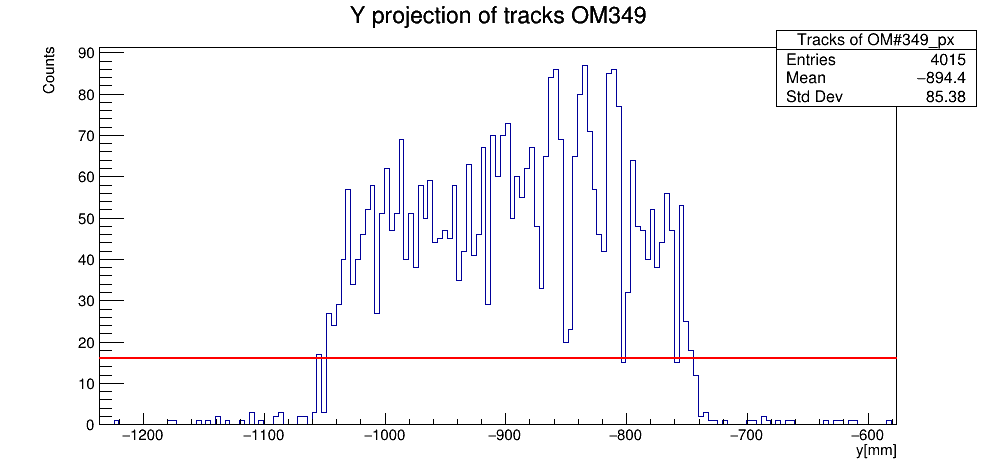 Y projection of tracks OM349
Tracks of OM#349_px
Entries 4015
Mean −894.4
Std Dev 85.38
Counts
90
80
70
60
50
40
30
20
10
0
−1200 −1100 −1000 −900 −800 −700 −600
y[mm]